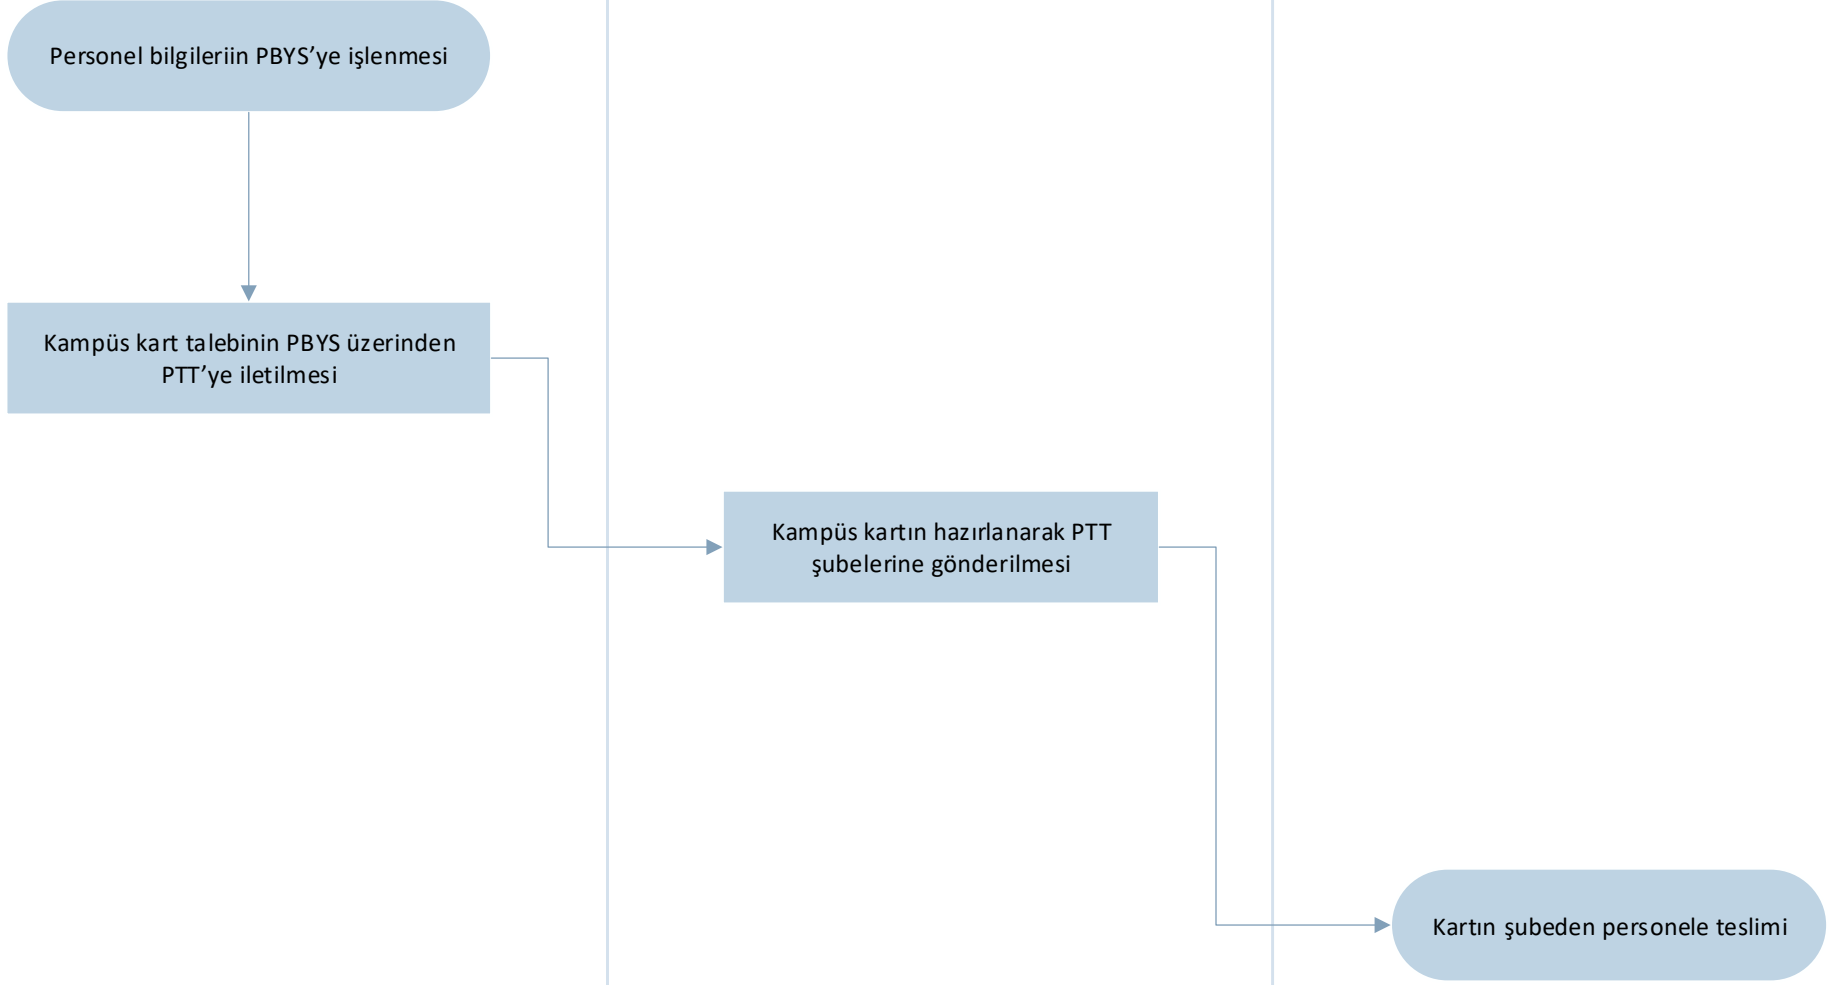 Personel bilgileriin PBYS’ye işlenmesi
Kampüs kart talebinin PBYS üzerinden
PTT’ye iletilmesi
Kampüs kartın hazırlanarak PTT
şubelerine gönderilmesi
Kartın şubeden personele teslimi